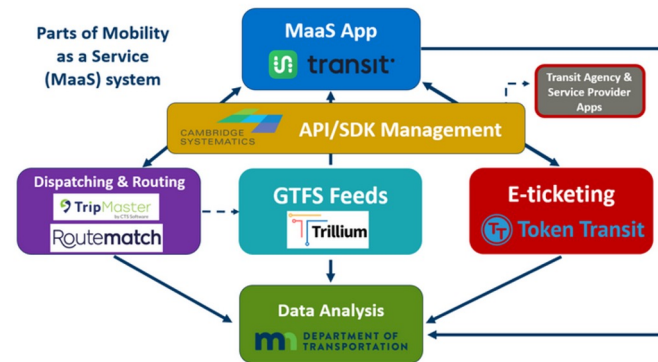 Parts of Mobility
as a Service
(MaaS) system
MaaS App
transit
Transit Agency &
Service Provider
Apps
CAMBRIDGE
SYSTEMATICS
API/SDK Management
Dispatching & Routing
TripMaster
by CTS Software
Routematch
GTFS Feeds
Trillium
E-ticketing
TT
Token Transit
Data Analysis
mn
DEPARTMENT OF
TRANSPORTATION